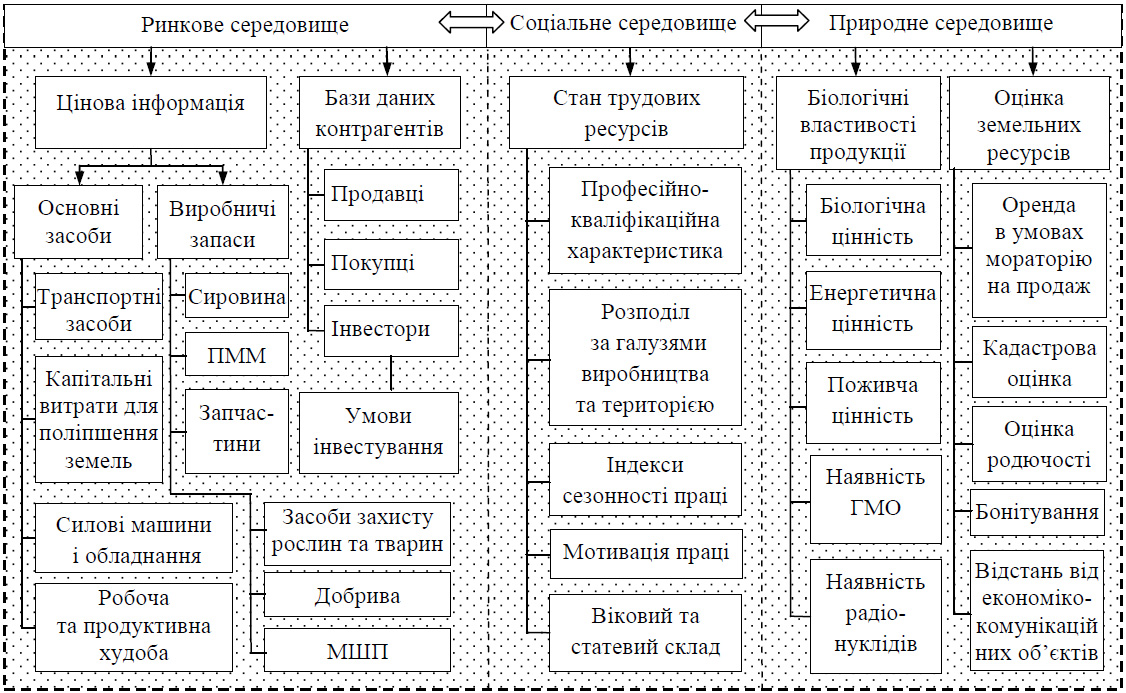 Ринкове середовище
Соціальне середовище
Природне середовище
Цінова інформація
Основні
засоби
Транспортні
засоби
Капітальні
витрати для
поліпшення
земель
Силові машини
і обладнання
Робоча
та продуктивна
худоба
Виробничі
запаси
Сировина
ПММ
Запчас-
тини
Засоби захисту
рослин та тварин
Добрива
МШП
Бази даних
контрагентів
Продавці
Покупці
Інвестори
Умови
інвестування
Стан трудових
ресурсів
Професійно-
кваліфікаційна
характеристика
Розподіл
за галузями
виробництва
та територією
Індекси
сезонності праці
Мотивація праці
Віковий та
статевий склад
Біологічні
властивості
продукції
Біологічна
цінність
Енергетична
цінність
Поживча
цінність
Наявність
ГМО
Наявність
радіо-
нуклідів
Оцінка
земельних
ресурсів
Оренда
в умовах
мораторію
на продаж
Кадастрова
оцінка
Оцінка
родючості
Бонітування
Відстань від
економіко-
комунікацій
них об’єктів